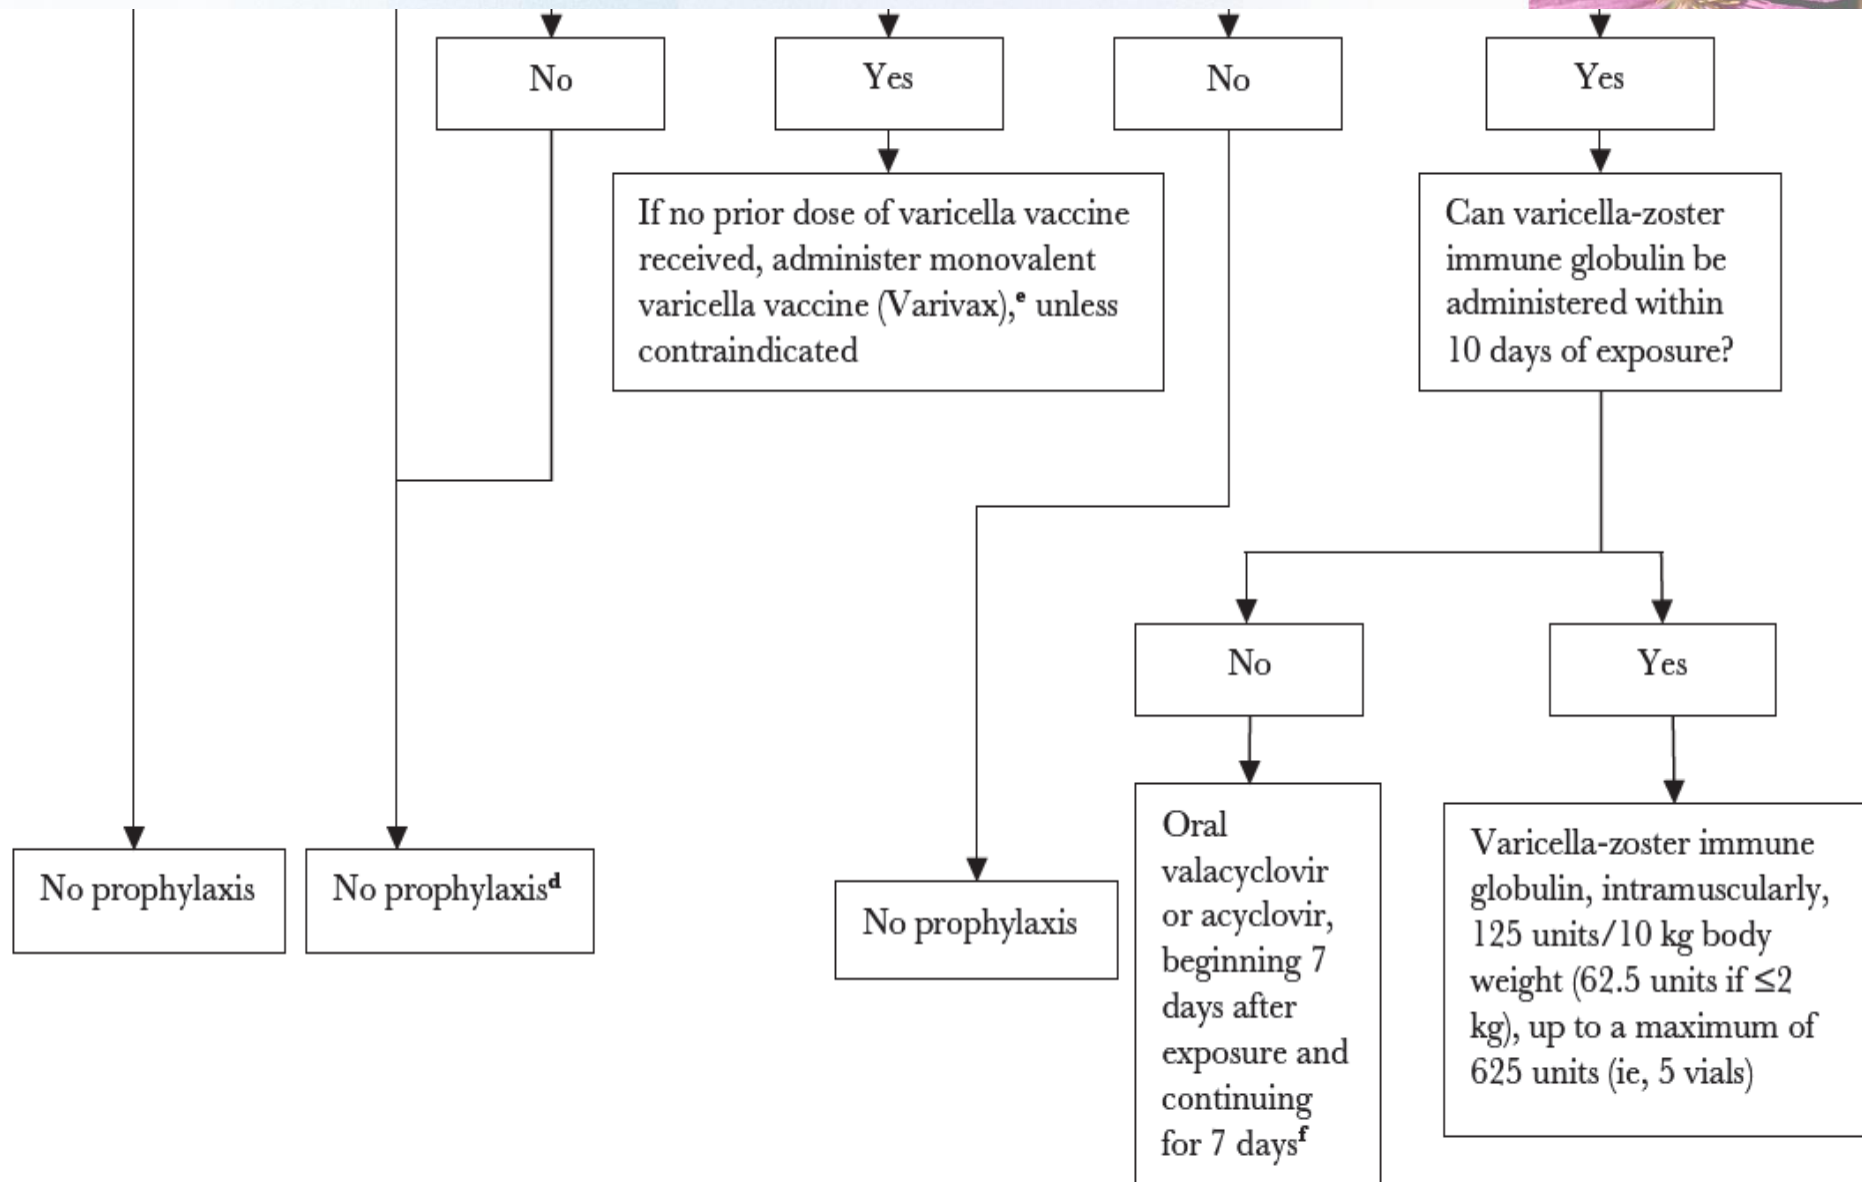 No
Yes
No
Yes
If no prior dose of varicella vaccine
received, administer monovalent
varicella vaccine (Varivax),ᵉ unless
contraindicated
Can varicella-zoster
immune globulin be
administered within
10 days of exposure?
No
Yes
No prophylaxis
No prophylaxisᵈ
No prophylaxis
Oral
valacyclovir
or acyclovir,
beginning 7
days after
exposure and
continuing
for 7 daysᶠ
Varicella-zoster immune
globulin, intramuscularly,
125 units/10 kg body
weight (62.5 units if ≤2
kg), up to a maximum of
625 units (ie, 5 vials)